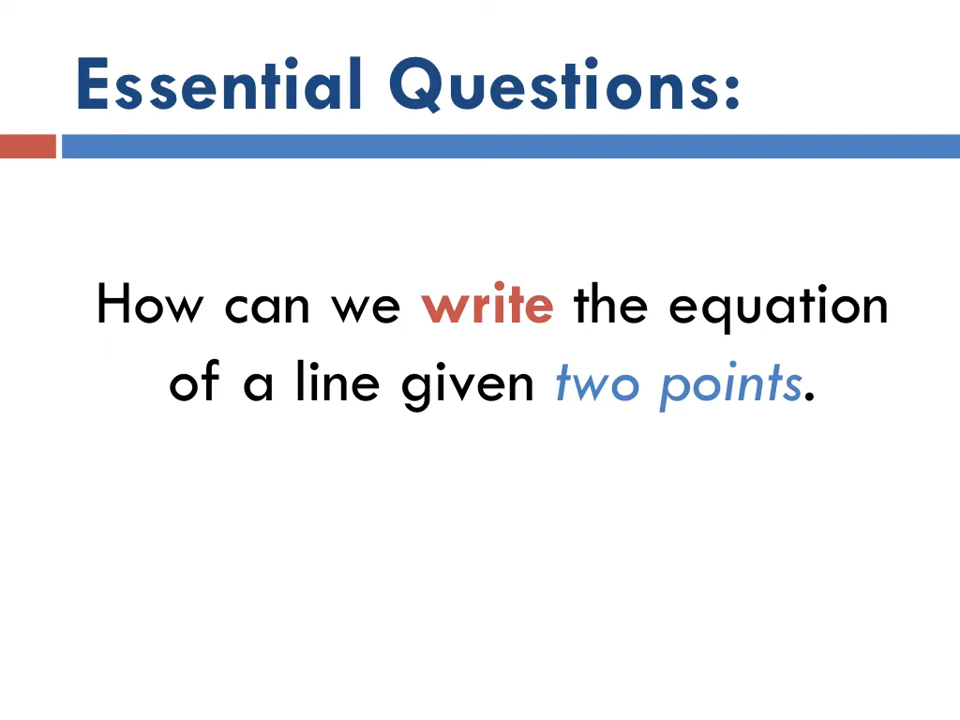 Essential Questions:
How can we write the equation
of a line given two points.